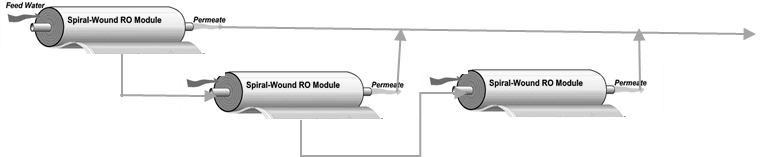 Feed Water
Spiral-Wound RO Module
Permeate
Spiral-Wound RO Module
Permeate
Spiral-Wound RO Module
Permeate